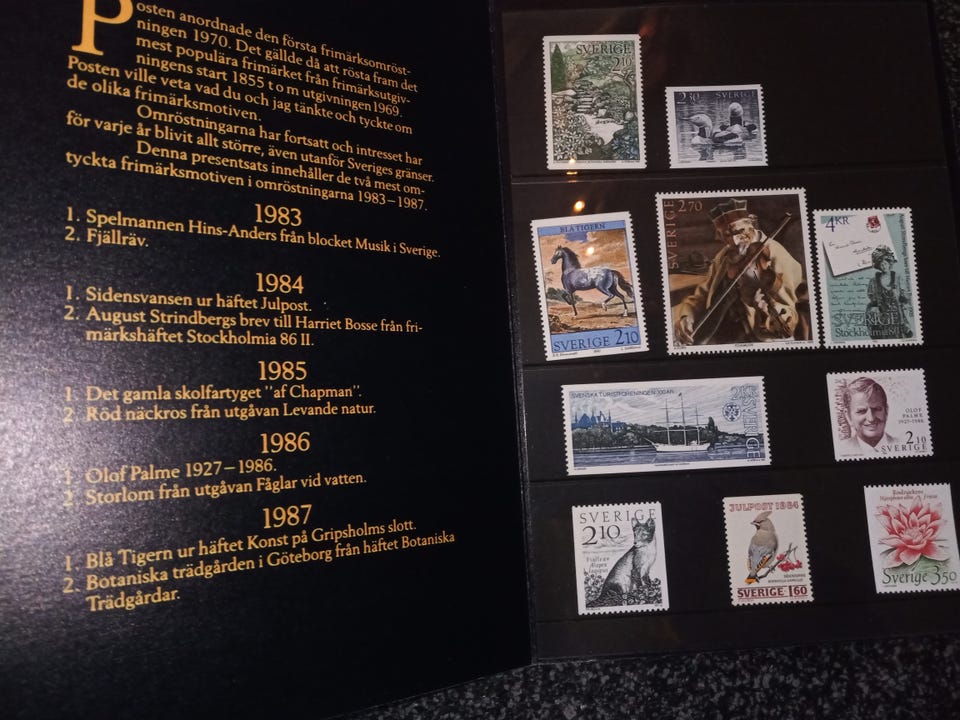 Posten anordnade den första frimärksomröst-
ningen 1970. Det gällde då att rösta fram det
mest populära frimärket från frimärksutgiv-
ningens start 1855 t o m utgivningen 1969.
Posten ville veta vad du och jag tänkte och tyckte om
de olika frimärksmotiven.
Omröstningarna har fortsatt och intresset har
för varje år blivit allt större, även utanför Sveriges gränser.
Denna presentsats innehåller de två mest om-
tyckta frimärksmotiven i omröstningarna 1983–1987.
1983
1. Spelmannen Hins-Anders från blocket Musik i Sverige.
2. Fjällräv.
1984
1. Sidensvansen ur häftet Julpost.
2. August Strindbergs brev till Harriet Bosse från fri-
märkshäftet Stockholmia 86 II.
1985
1. Det gamla skolfartyget "af Chapman".
2. Röd näckros från utgåvan Levande natur.
1986
1 Olof Palme 1927–1986.
2. Storlom från utgåvan Fåglar vid vatten.
1987
1 Blå Tigern ur häftet Konst på Gripsholms slott.
2. Botaniska trädgården i Göteborg från häftet Botaniska
Trädgårdar.
SVERIGE
2.10
2.30 SVERIGE
BLÅ TIGERN
SVERIGE 2.10
SVERIGE 2.70
4 KR
SVERIGE
SVENSKA TURISTFÖRENINGEN 100 ÅR
2 KR
SVERIGE
OLOF
PALME
1927-1986
2.10
SVERIGE
SVERIGE
2.10
Fjällräv
Alopex
lagopus
JULPOST 1984
SVERIGE 1.60
Sverige 3.50